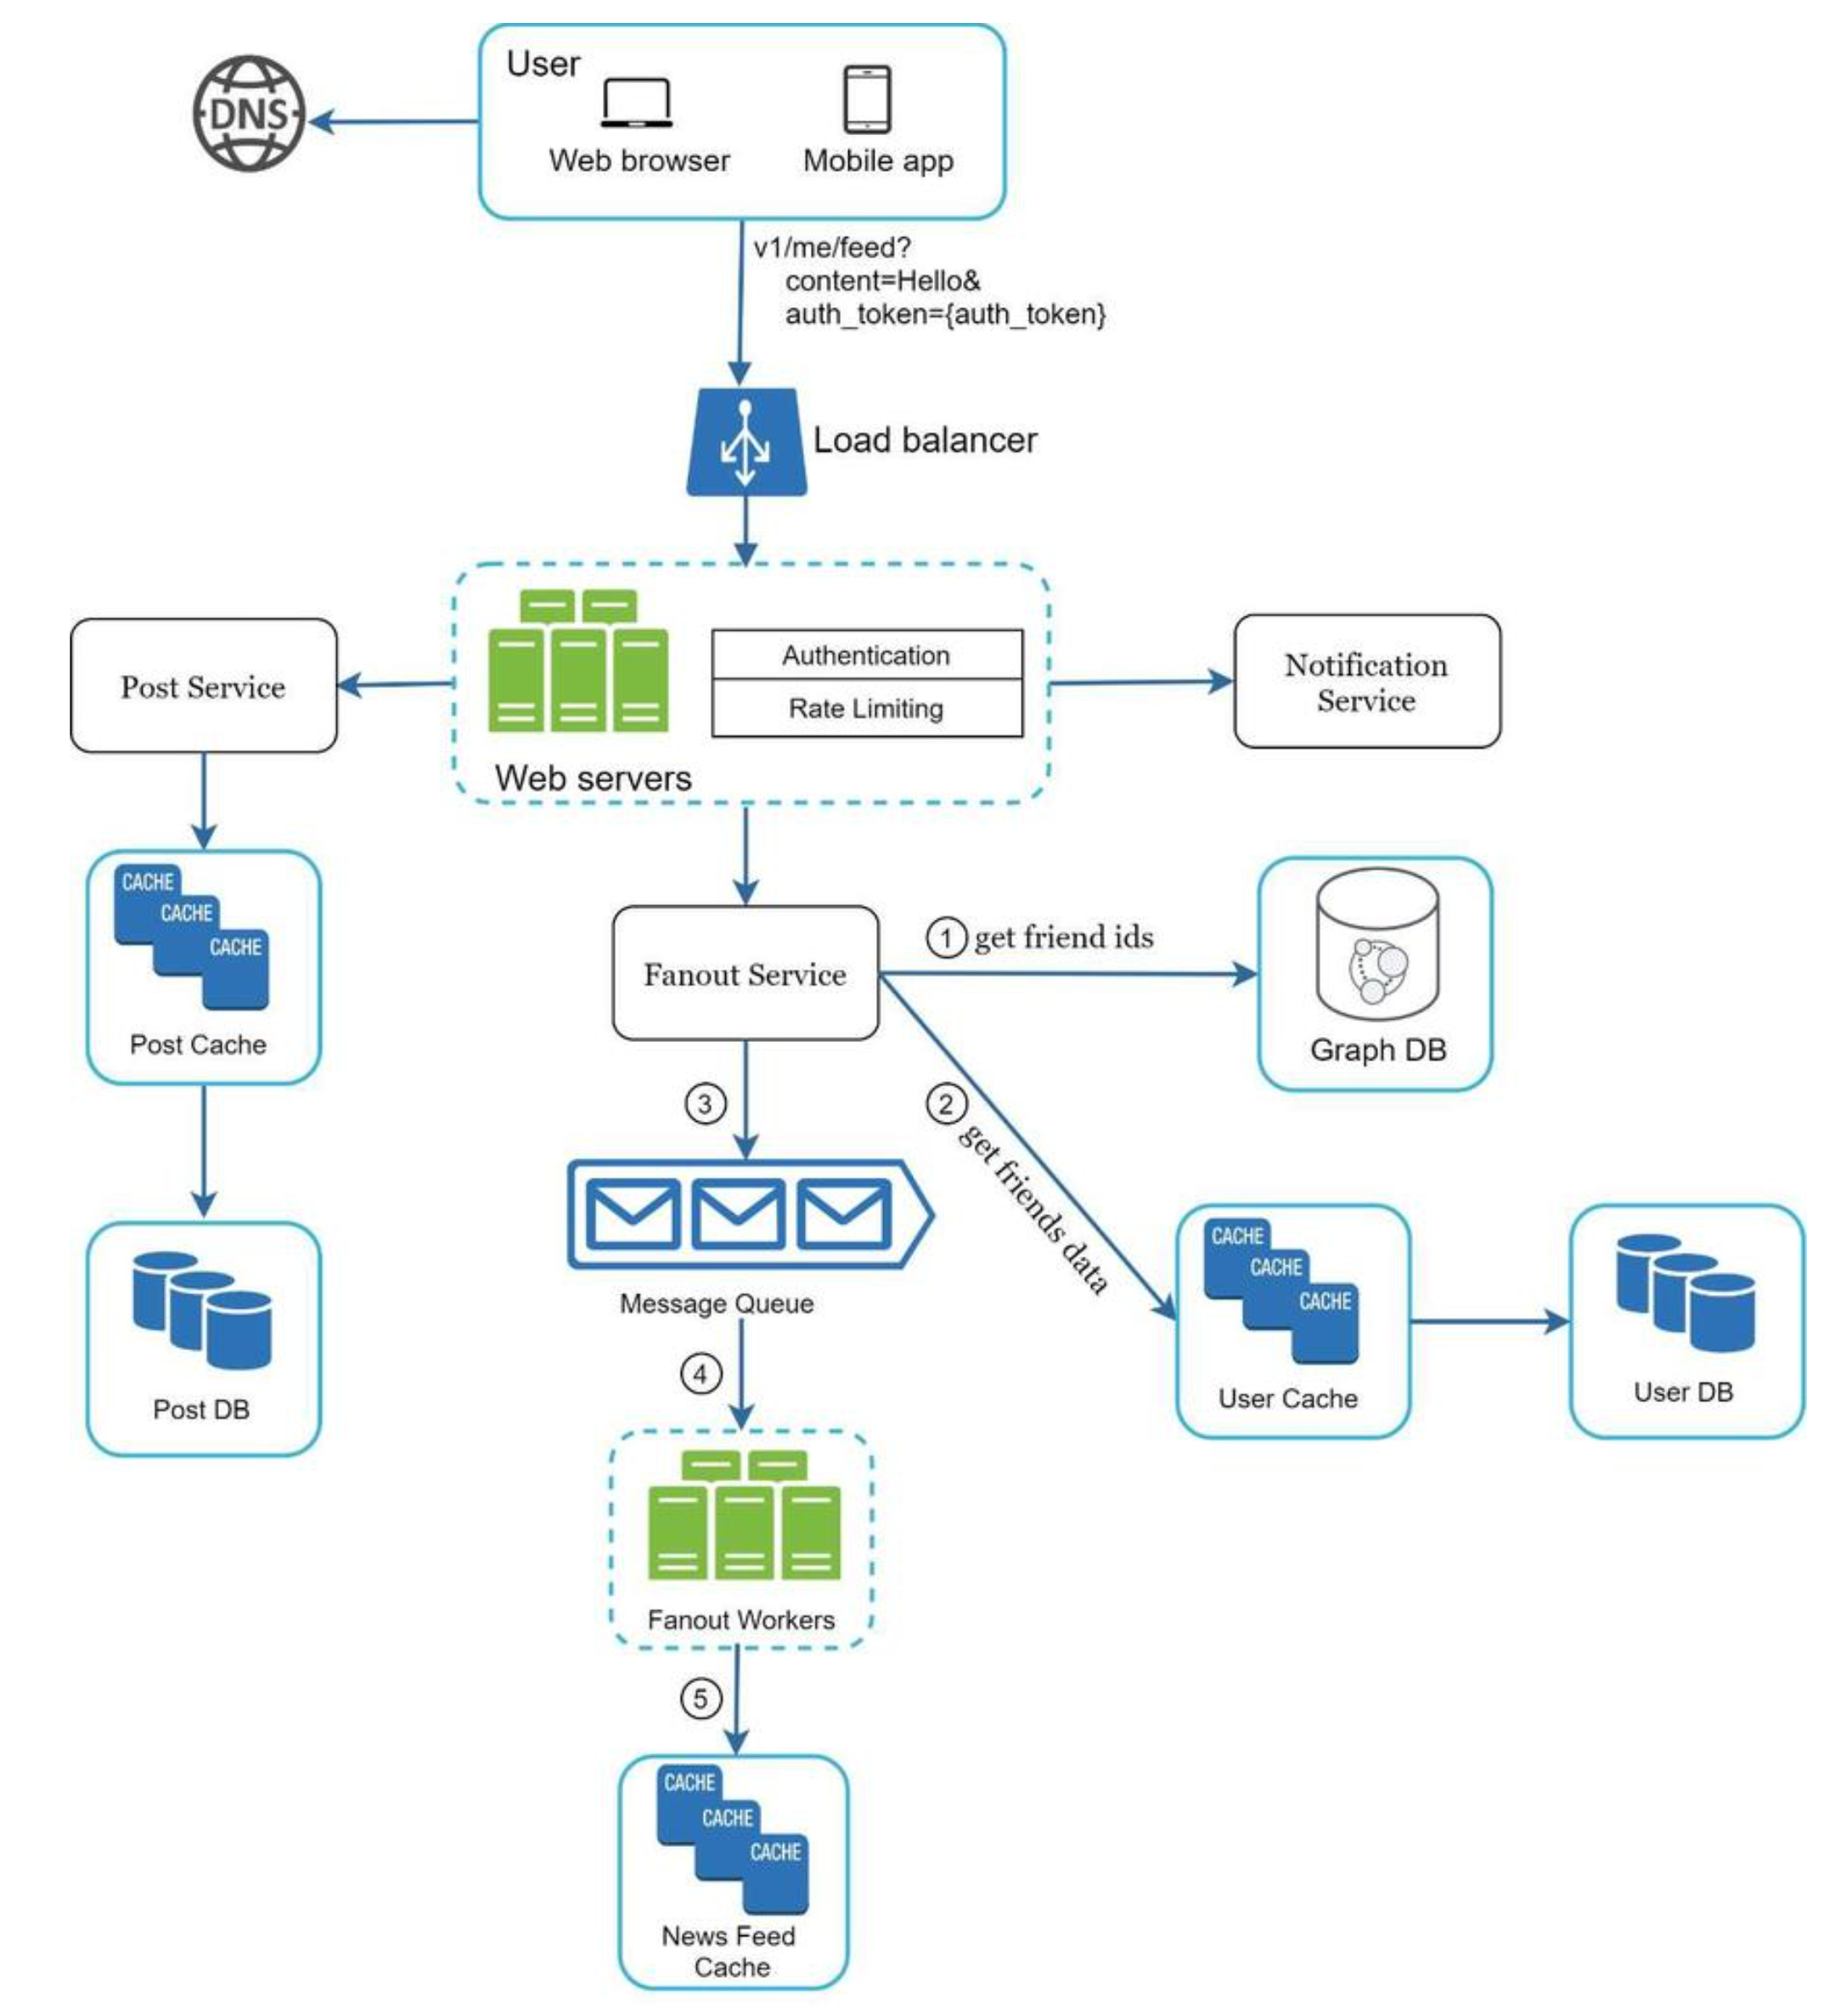 User
DNS
Web browser
Mobile app
v1/me/feed?
content=Hello&
auth_token={auth_token}
Load balancer
Authentication
Rate Limiting
Web servers
Post Service
Notification
Service
CACHE
CACHE
CACHE
Post Cache
Fanout Service
1 get friend ids
Graph DB
2 get friends data
3
Message Queue
CACHE
CACHE
CACHE
User Cache
User DB
Post DB
4
Fanout Workers
5
CACHE
CACHE
CACHE
News Feed
Cache